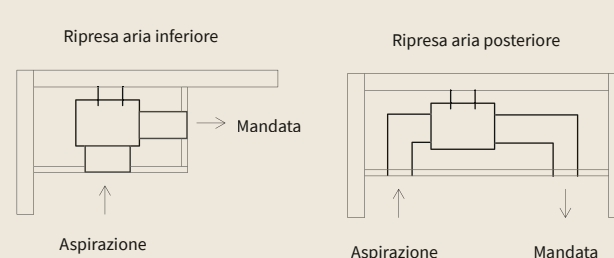 Ripresa aria inferiore
Mandata
Aspirazione
Ripresa aria posteriore
Aspirazione
Mandata